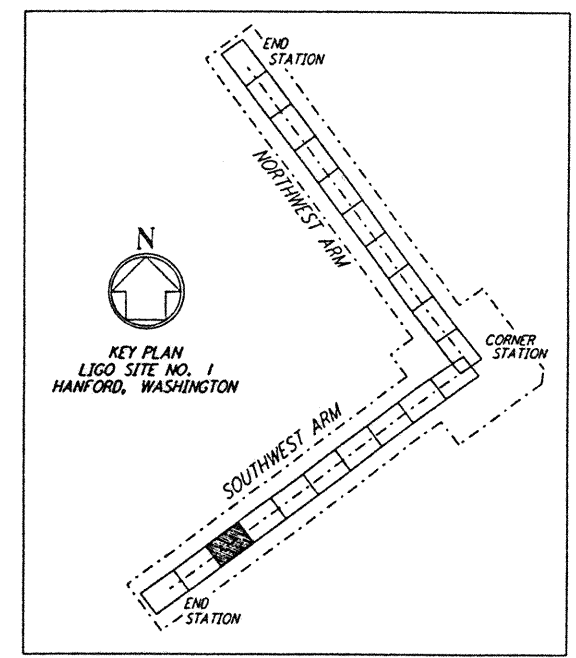 END
STATION
NORTHWEST ARM
N
KEY PLAN
LIGO SITE NO. 1
HANFORD, WASHINGTON
CORNER
STATION
SOUTHWEST ARM
END
STATION